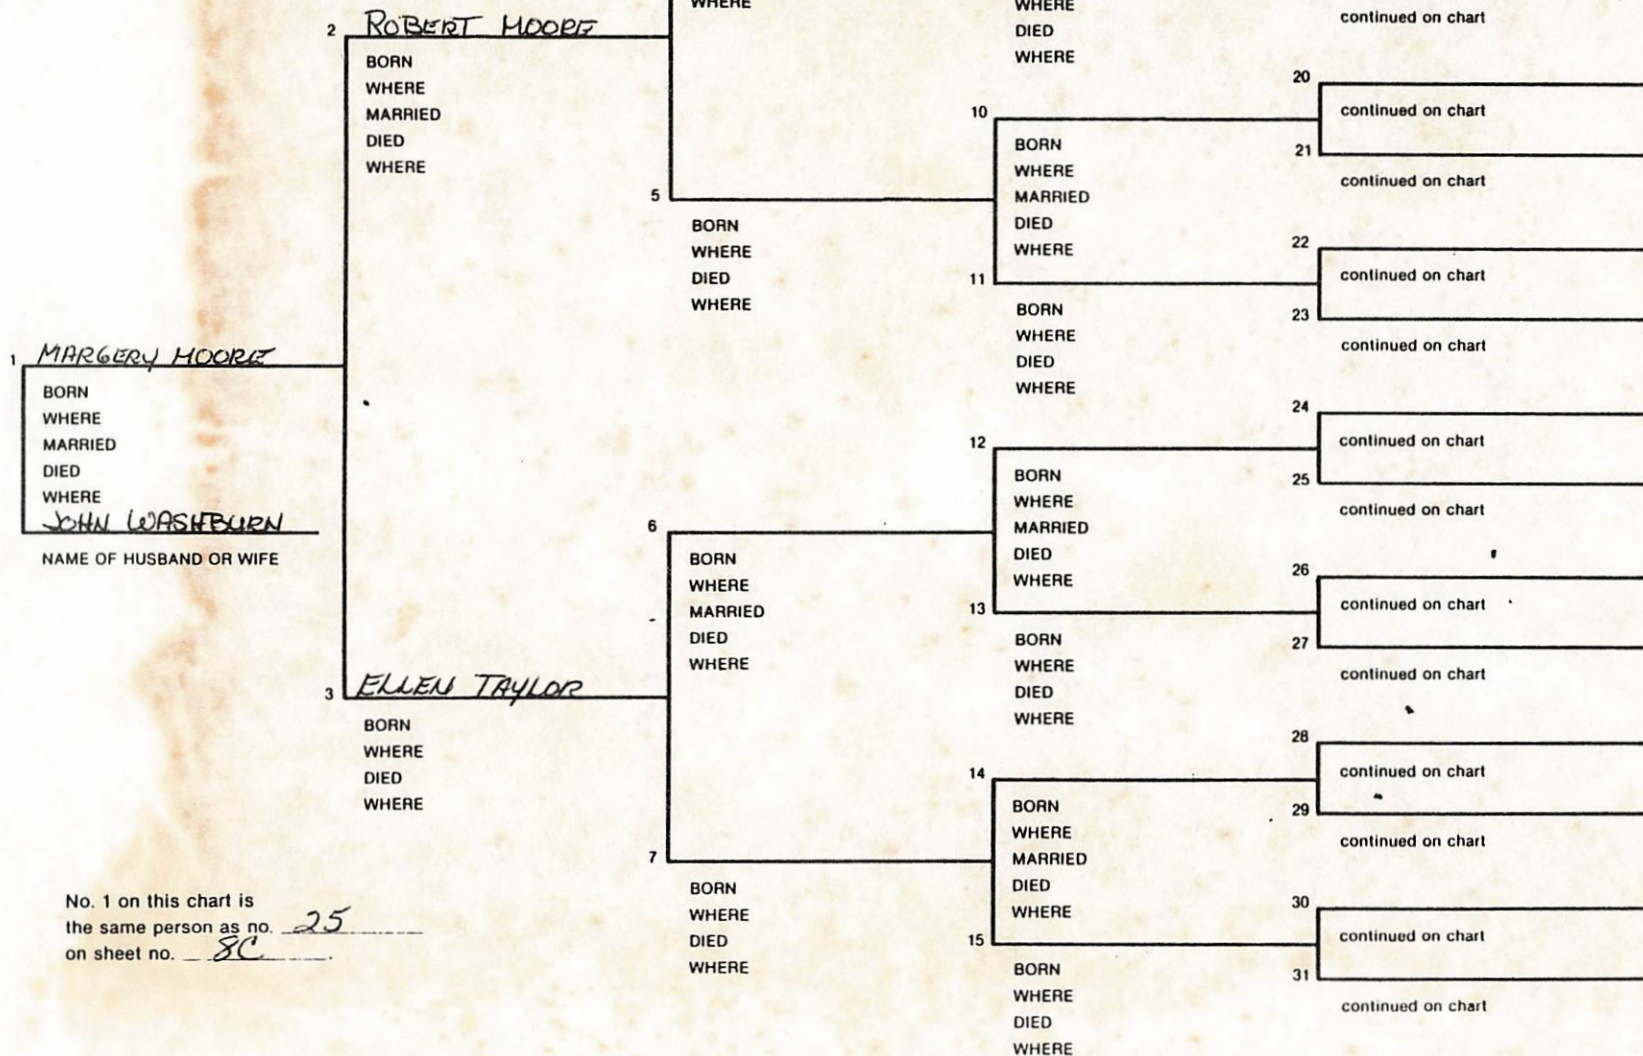 1 MARGERY MOORE
BORN
WHERE
MARRIED
DIED
WHERE
JOHN WASHBURN
NAME OF HUSBAND OR WIFE
No. 1 on this chart is
the same person as no. 25
on sheet no. 8C.
2 ROBERT MOORE
BORN
WHERE
MARRIED
DIED
WHERE
3 ELLEN TAYLOR
BORN
WHERE
DIED
WHERE
WHERE
5
BORN
WHERE
DIED
WHERE
6
BORN
WHERE
MARRIED
DIED
WHERE
7
BORN
WHERE
DIED
WHERE
WHERE
DIED
WHERE
10
BORN
WHERE
MARRIED
DIED
WHERE
11
BORN
WHERE
DIED
WHERE
12
BORN
WHERE
MARRIED
DIED
WHERE
13
BORN
WHERE
DIED
WHERE
14
BORN
WHERE
MARRIED
DIED
WHERE
15
BORN
WHERE
DIED
WHERE
continued on chart
20
continued on chart
21
continued on chart
22
continued on chart
23
continued on chart
24
continued on chart
25
continued on chart
26
continued on chart
27
continued on chart
28
continued on chart
29
continued on chart
30
continued on chart
31
continued on chart